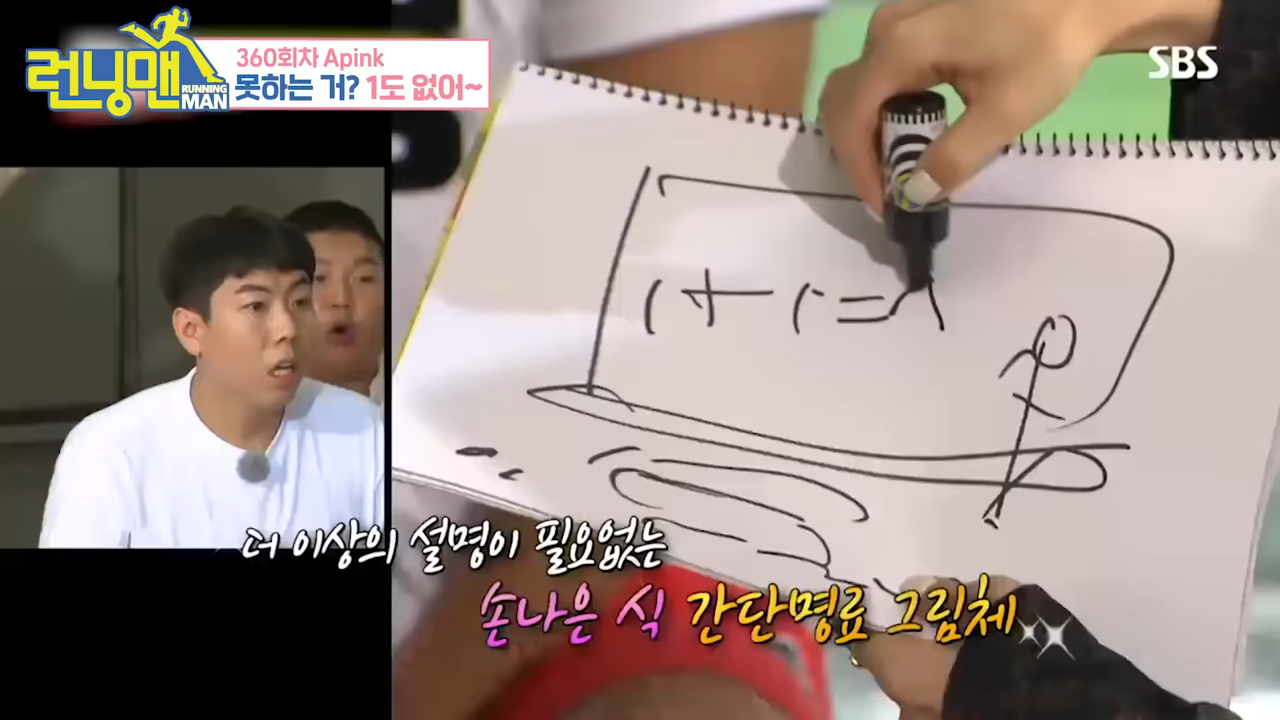 런닝맨
RUNNING
MAN
360회차 Apink
못하는 거? 1도 없어~
SBS
1+1=
더 이상의 설명이 필요없는
손나은 식 간단명료 그림체